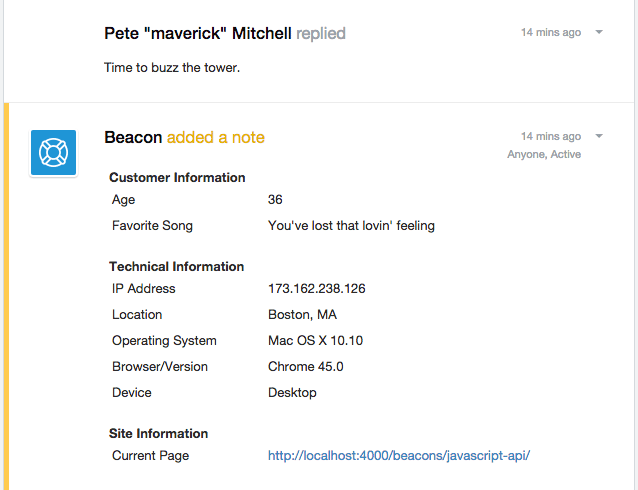 Pete "maverick" Mitchell replied 14 mins ago
Time to buzz the tower.
Beacon added a note 14 mins ago
Anyone, Active
Customer Information
Age 36
Favorite Song You've lost that lovin' feeling
Technical Information
IP Address 173.162.238.126
Location Boston, MA
Operating System Mac OS X 10.10
Browser/Version Chrome 45.0
Device Desktop
Site Information
Current Page http://localhost:4000/beacons/javascript-api/